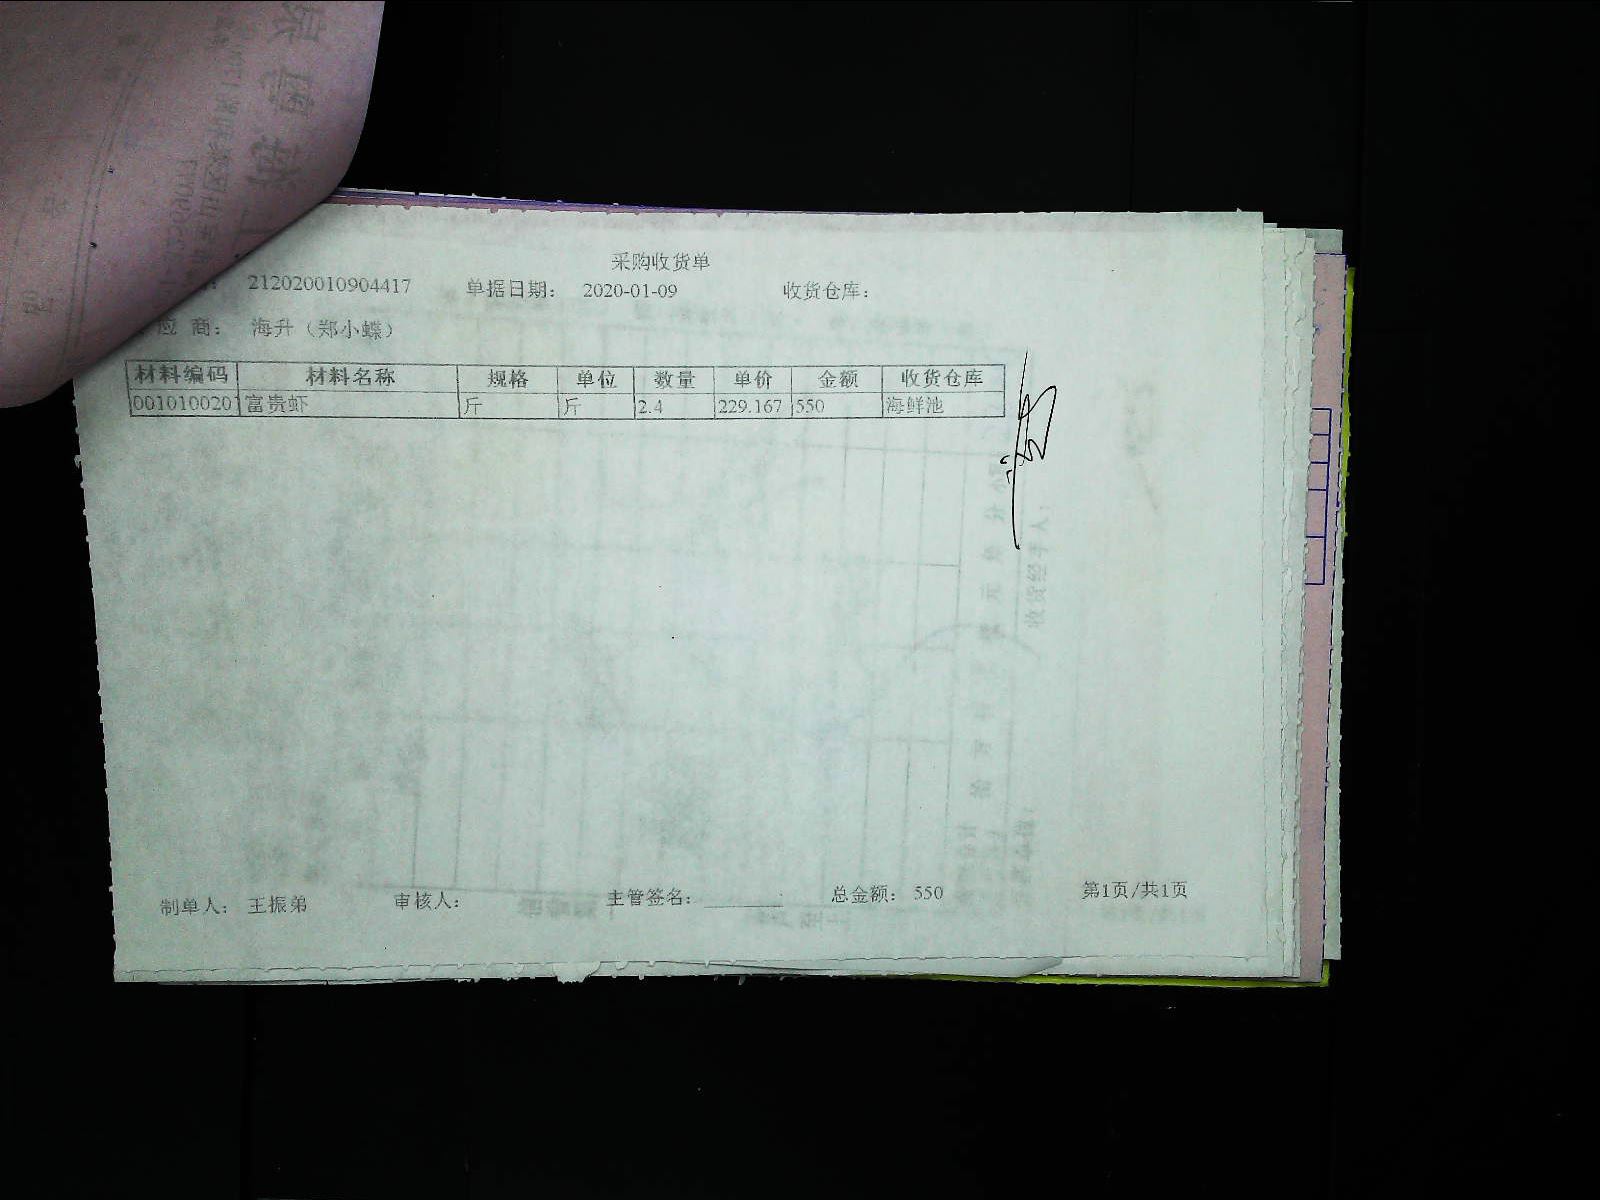 采购收货单
212020010904417 单据日期: 2020-01-09 收货仓库:
应 商: 海升（郑小蝶）
材料编码 材料名称 规格 单位 数量 单价 金额 收货仓库
0010100201 富贵虾 斤 斤 2.4 229.167 550 海鲜池
制单人: 王振弟 审核人: 主管签名: 总金额: 550 第1页/共1页